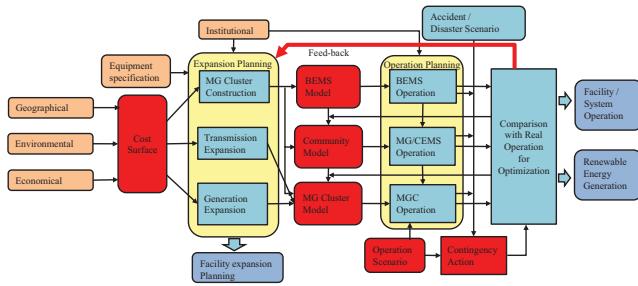 Institutional
Accident /
Disaster Scenario
Feed-back
Equipment
specification
Expansion Planning
Operation Planning
MG Cluster
Construction
BEMS
Model
BEMS
Operation
Geographical
Environmental
Economical
Cost
Surface
Transmission
Expansion
Community
Model
MG/CEMS
Operation
Comparison
with Real
Operation
for
Optimization
Facility /
System
Operation
Renewable
Energy
Generation
Generation
Expansion
MG Cluster
Model
MGC
Operation
Facility expansion
Planning
Operation
Scenario
Contingency
Action